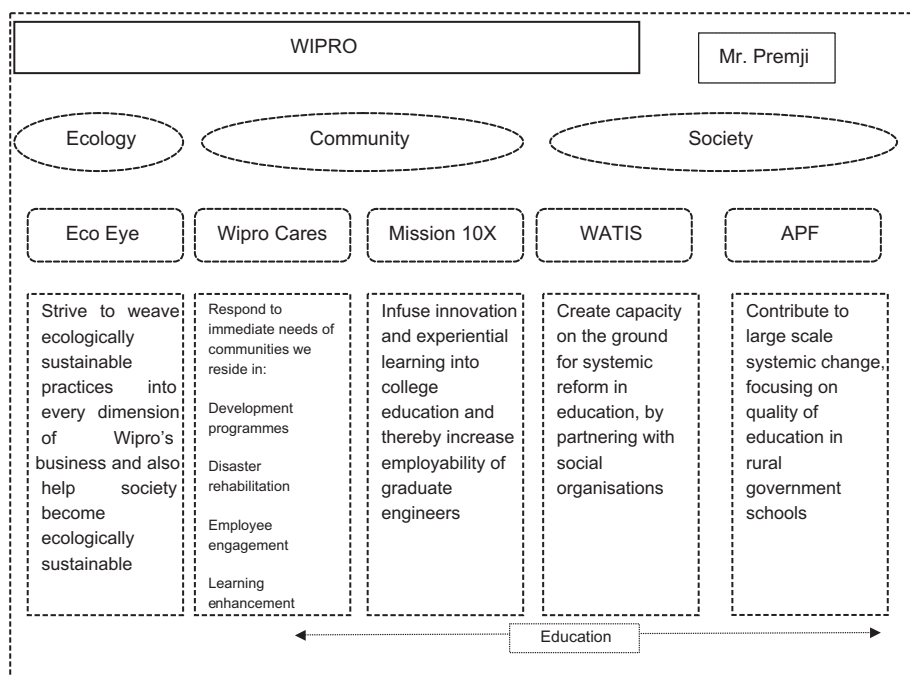 WIPRO
Mr. Premji
Ecology
Community
Society
Eco Eye
Wipro Cares
Mission 10X
WATIS
APF
Strive to weave
ecologically
sustainable
practices into
every dimension
of Wipro's
business and also
help society
become
ecologically
sustainable
Respond to
immediate needs of
communities we
reside in:
Development
programmes
Disaster
rehabilitation
Employee
engagement
Learning
enhancement
Infuse innovation
and experiential
learning into
college
education and
thereby increase
employability of
graduate
engineers
Create capacity
on the ground
for systemic
reform in
education, by
partnering with
social
organisations
Contribute to
large scale
systemic change,
focusing on
quality of
education in
rural
government
schools
Education